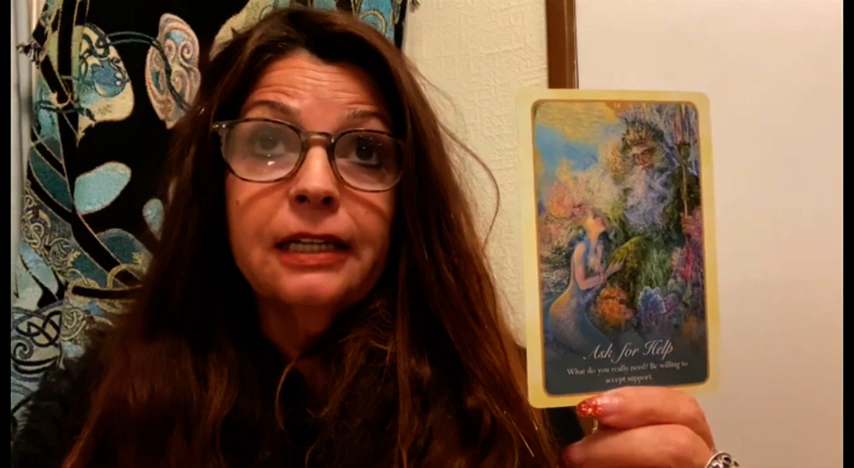 Ask for Help
What do you really need? Be willing to
accept support.